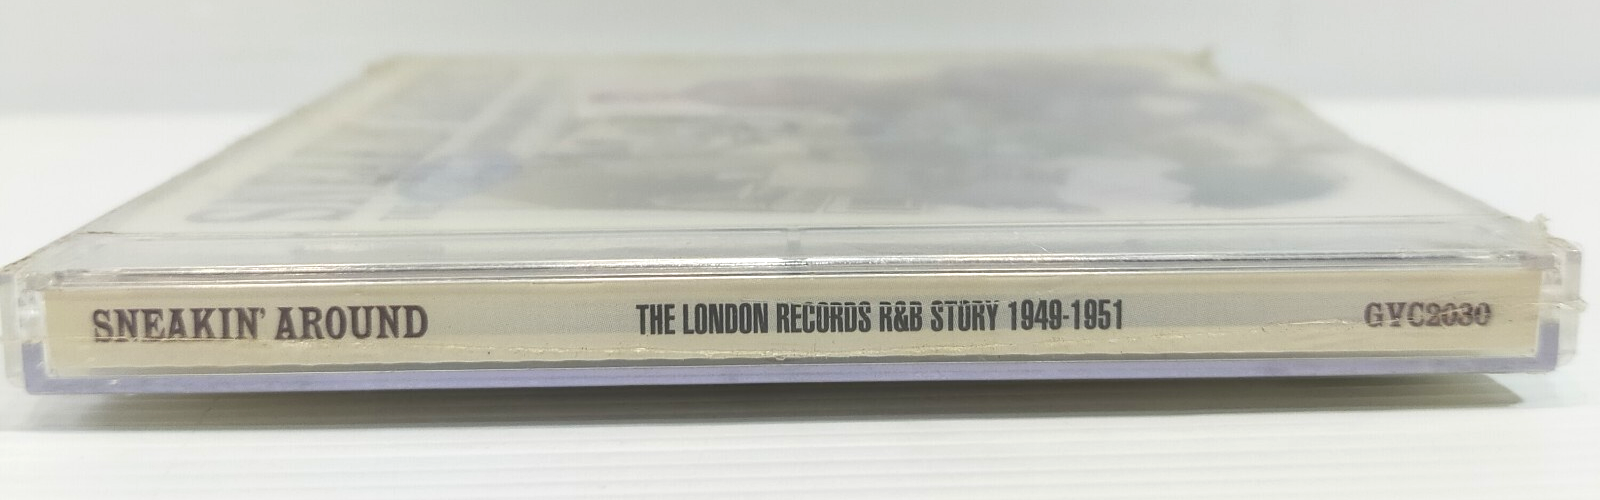 SNEAKIN' AROUND THE LONDON RECORDS R&B STORY 1949-1951 GVC2030